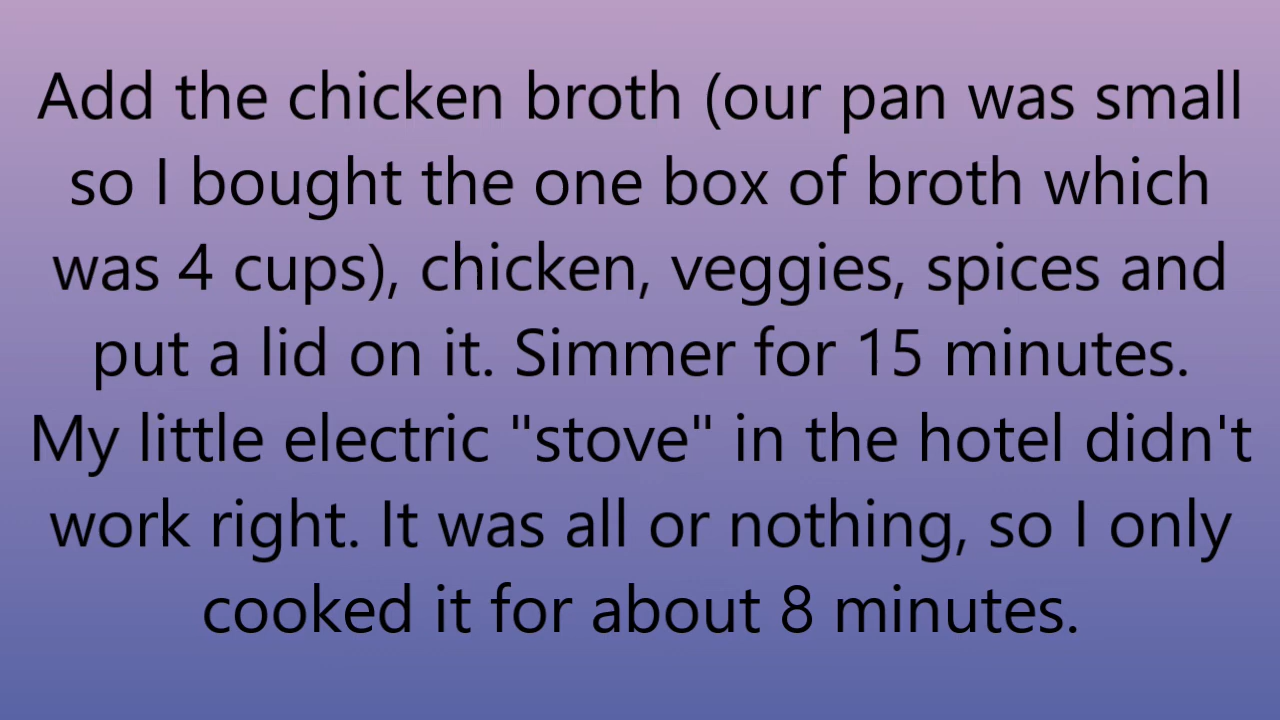 Add the chicken broth (our pan was small
so I bought the one box of broth which
was 4 cups), chicken, veggies, spices and
put a lid on it. Simmer for 15 minutes.
My little electric "stove" in the hotel didn't
work right. It was all or nothing, so I only
cooked it for about 8 minutes.